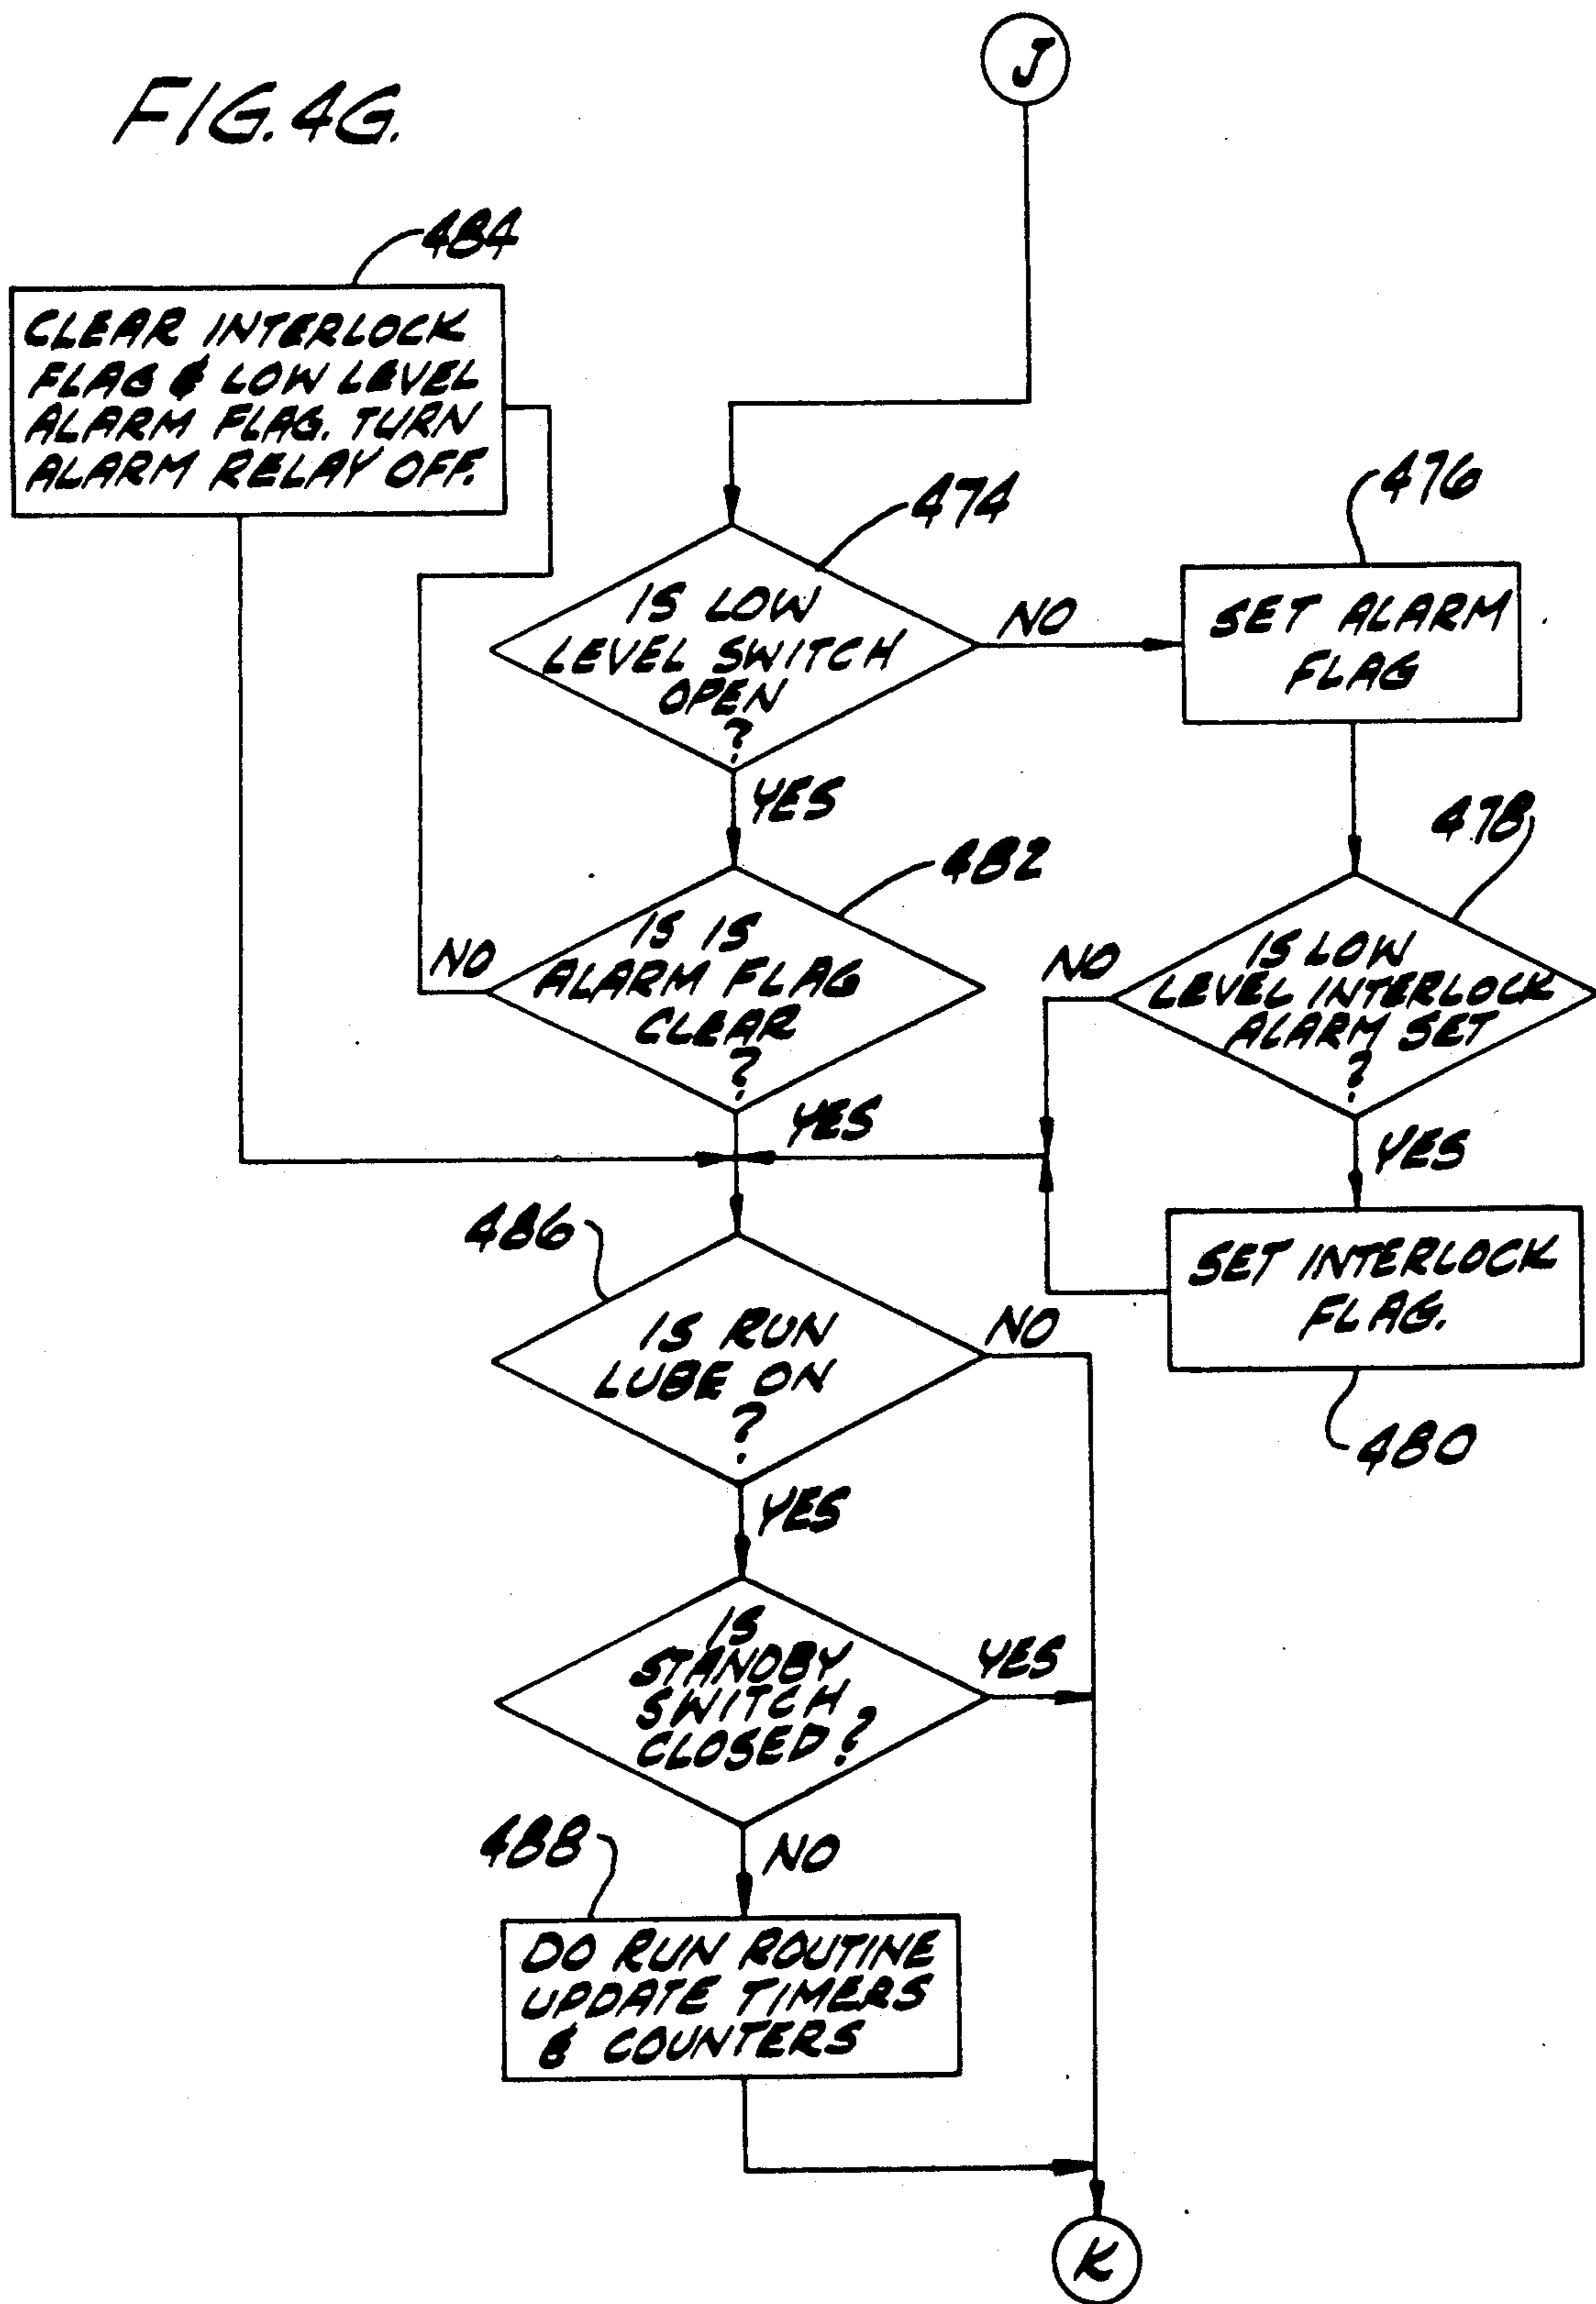 J
FIG. 4G.
484
CLEAR INTERLOCK
FLAG & LOW LEVEL
ALARM FLAG. TURN
ALARM RELAY OFF.
474
IS LOW
LEVEL SWITCH
OPEN
?
NO
476
SET ALARM
FLAG
YES
482
IS IS
ALARM FLAG
CLEAR
?
NO
YES
478
IS LOW
LEVEL INTERLOCK
ALARM SET
?
NO
YES
SET INTERLOCK
FLAG.
480
486
IS RUN
LUBE ON
?
NO
YES
IS
STANDBY
SWITCH
CLOSED?
YES
NO
488
DO RUN ROUTINE
UPDATE TIMERS
& COUNTERS
K